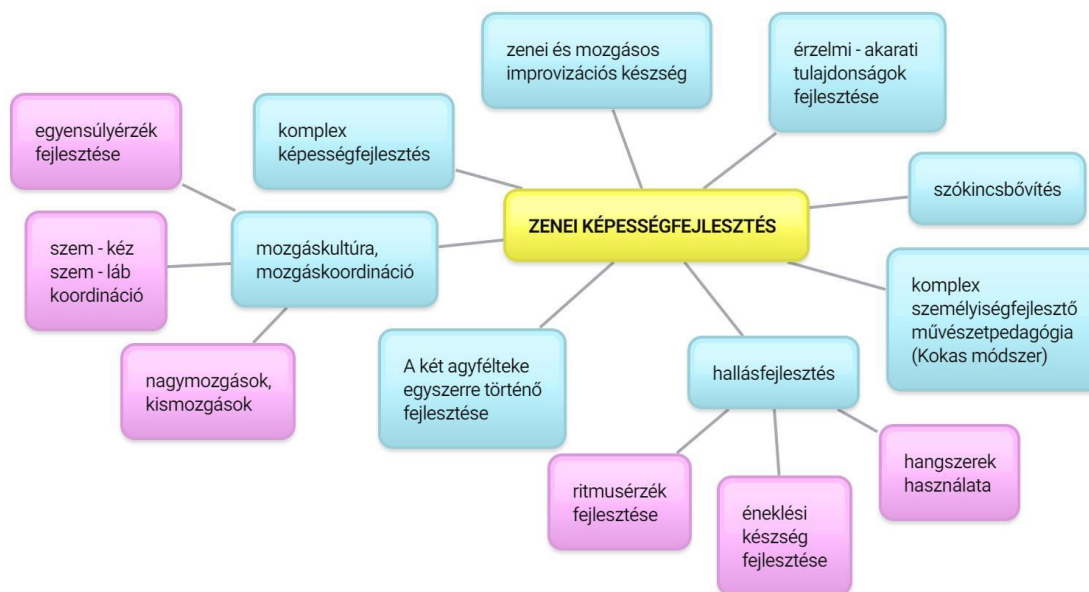 zenei és mozgásos
improvizációs készség
érzelmi - akarati
tulajdonságok
fejlesztése
egyensúlyérzék
fejlesztése
komplex
képességfejlesztés
szókincsbővítés
ZENEI KÉPESSÉGFEJLESZTÉS
szem - kéz
szem - láb
koordináció
mozgáskultúra,
mozgáskoordináció
komplex
személyiségfejlesztő
művészetpedagógia
(Kokas módszer)
nagymozgások,
kismozgások
A két agyfélteke
egyszerre történő
fejlesztése
hallásfejlesztés
ritmusérzék
fejlesztése
éneklési
készség
fejlesztése
hangszerek
használata